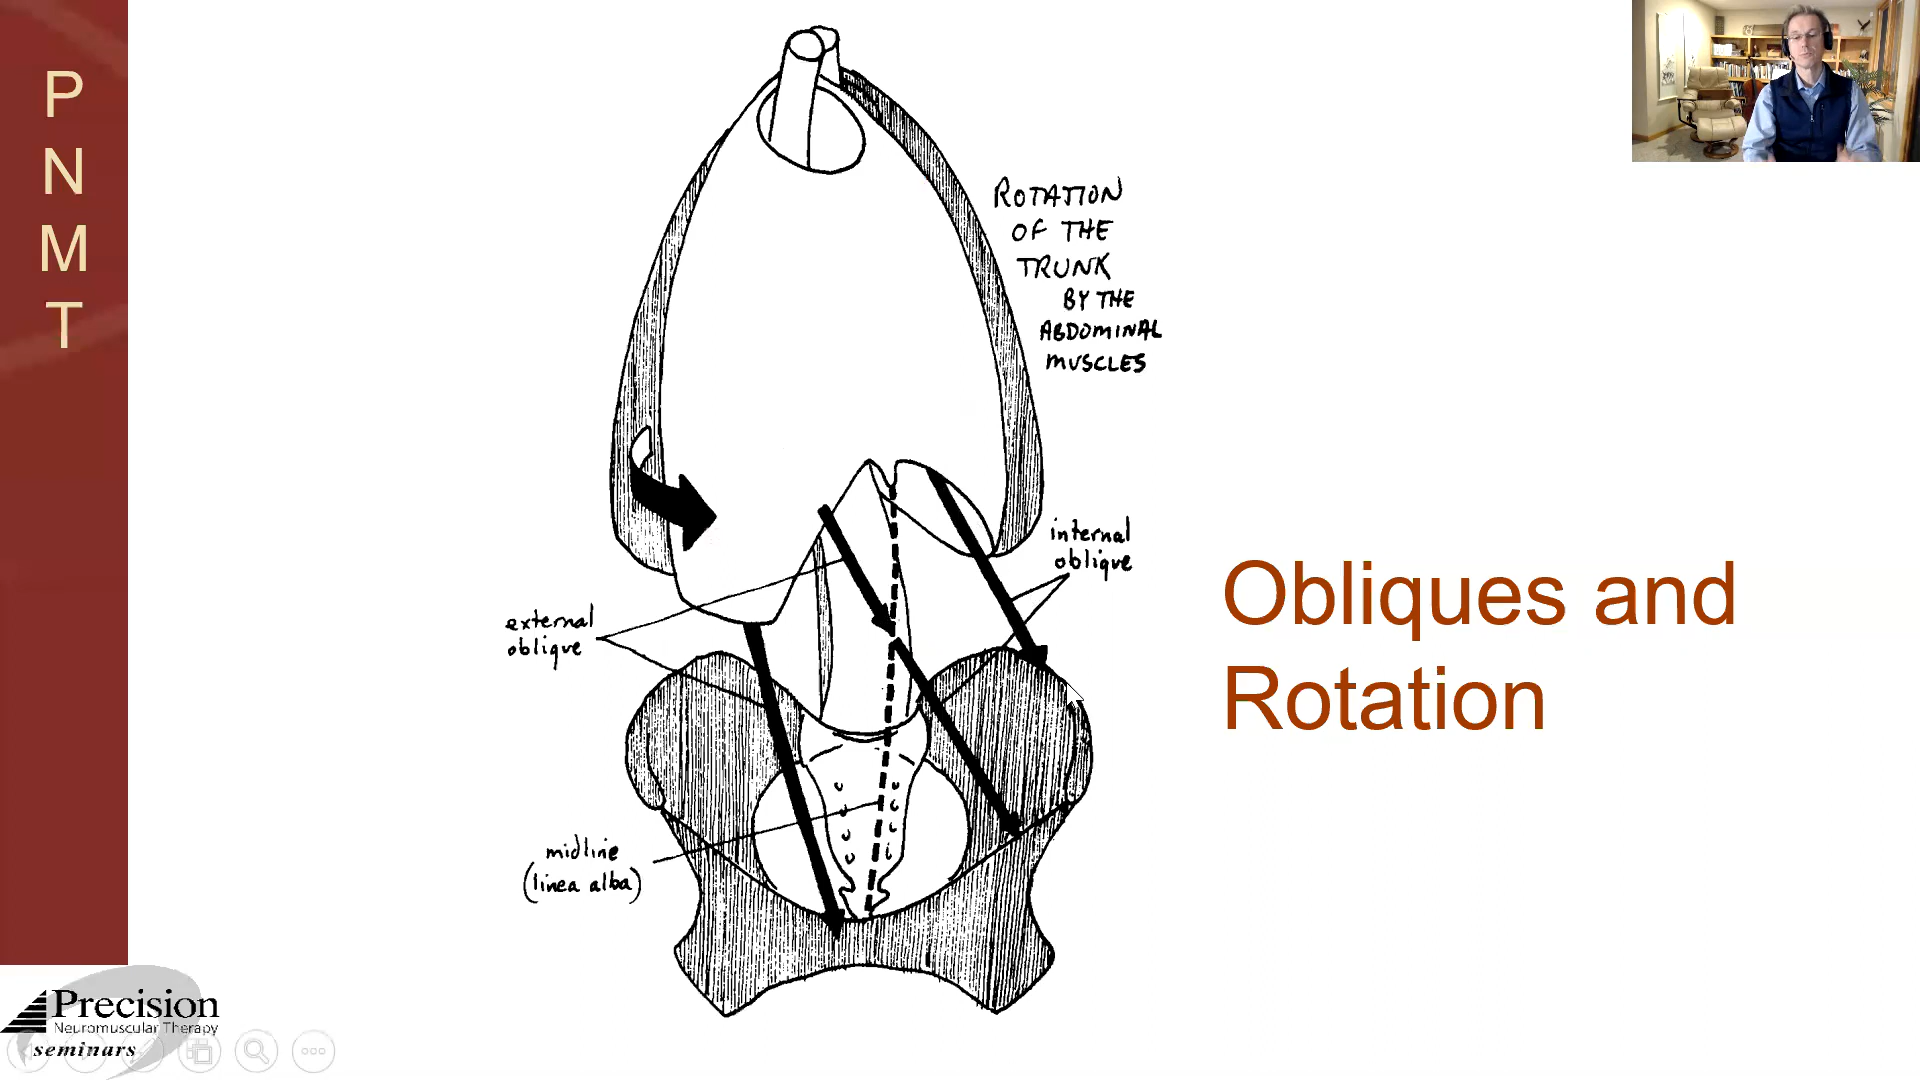 P
N
M
T
ROTATION
OF THE
TRUNK
BY THE
ABDOMINAL
MUSCLES
internal
oblique
external
oblique
midline
(linea alba)
Obliques and
Rotation
Precision
Neuromuscular Therapy
seminars